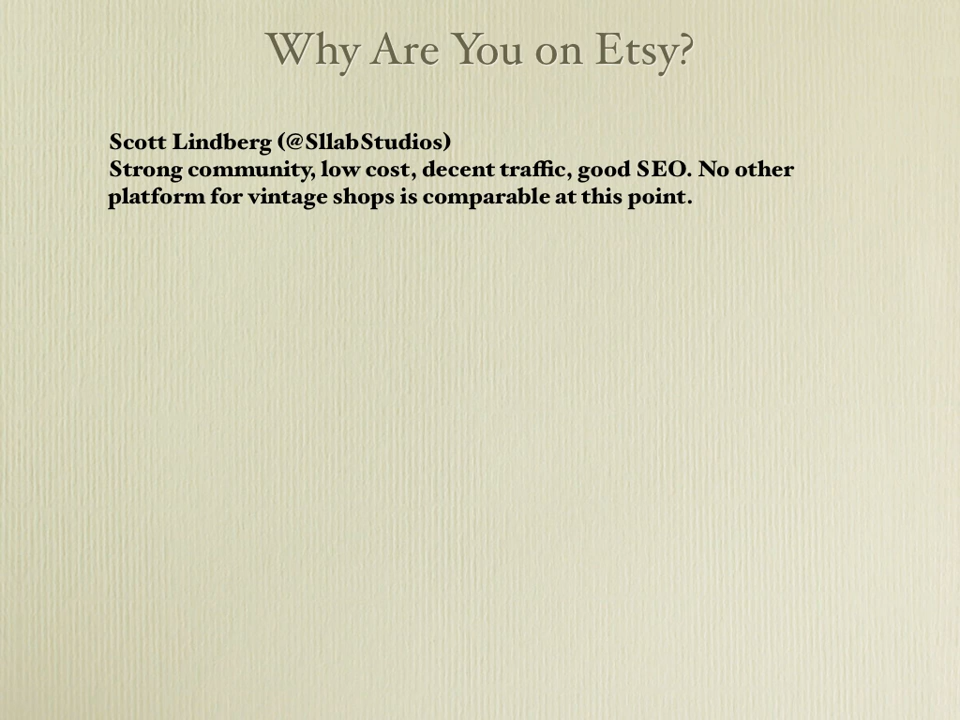 Why Are You on Etsy?
Scott Lindberg (@SllabStudios)
Strong community, low cost, decent traffic, good SEO. No other
platform for vintage shops is comparable at this point.